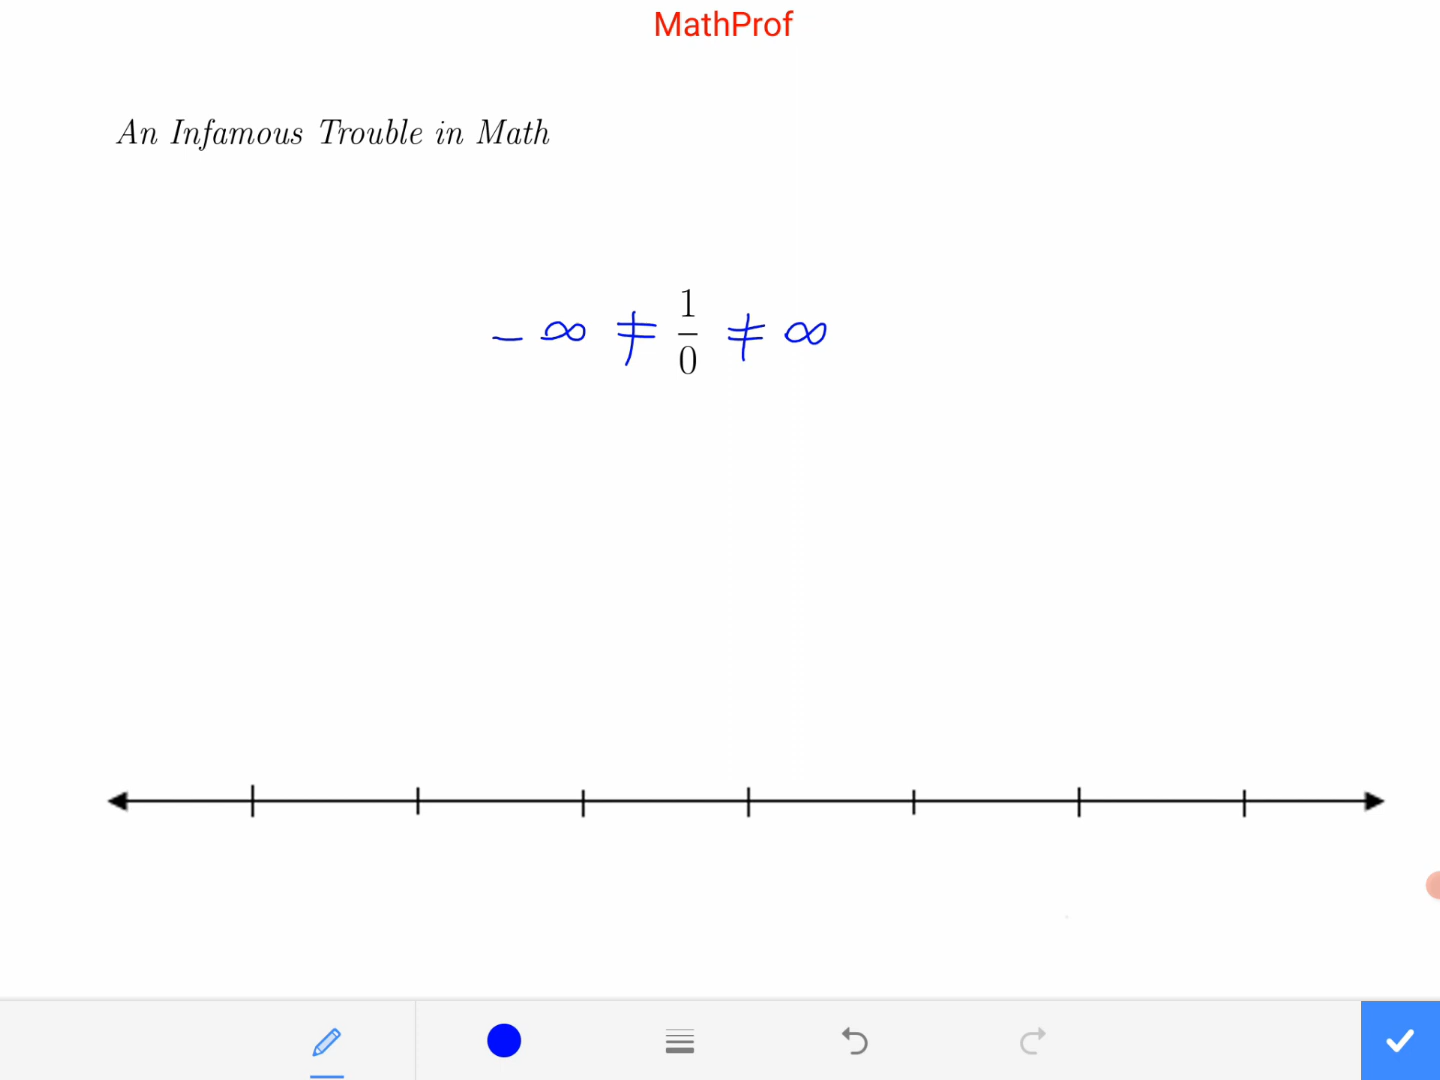 MathProf
An Infamous Trouble in Math
- ∞ ≠ 1/0 ≠ ∞